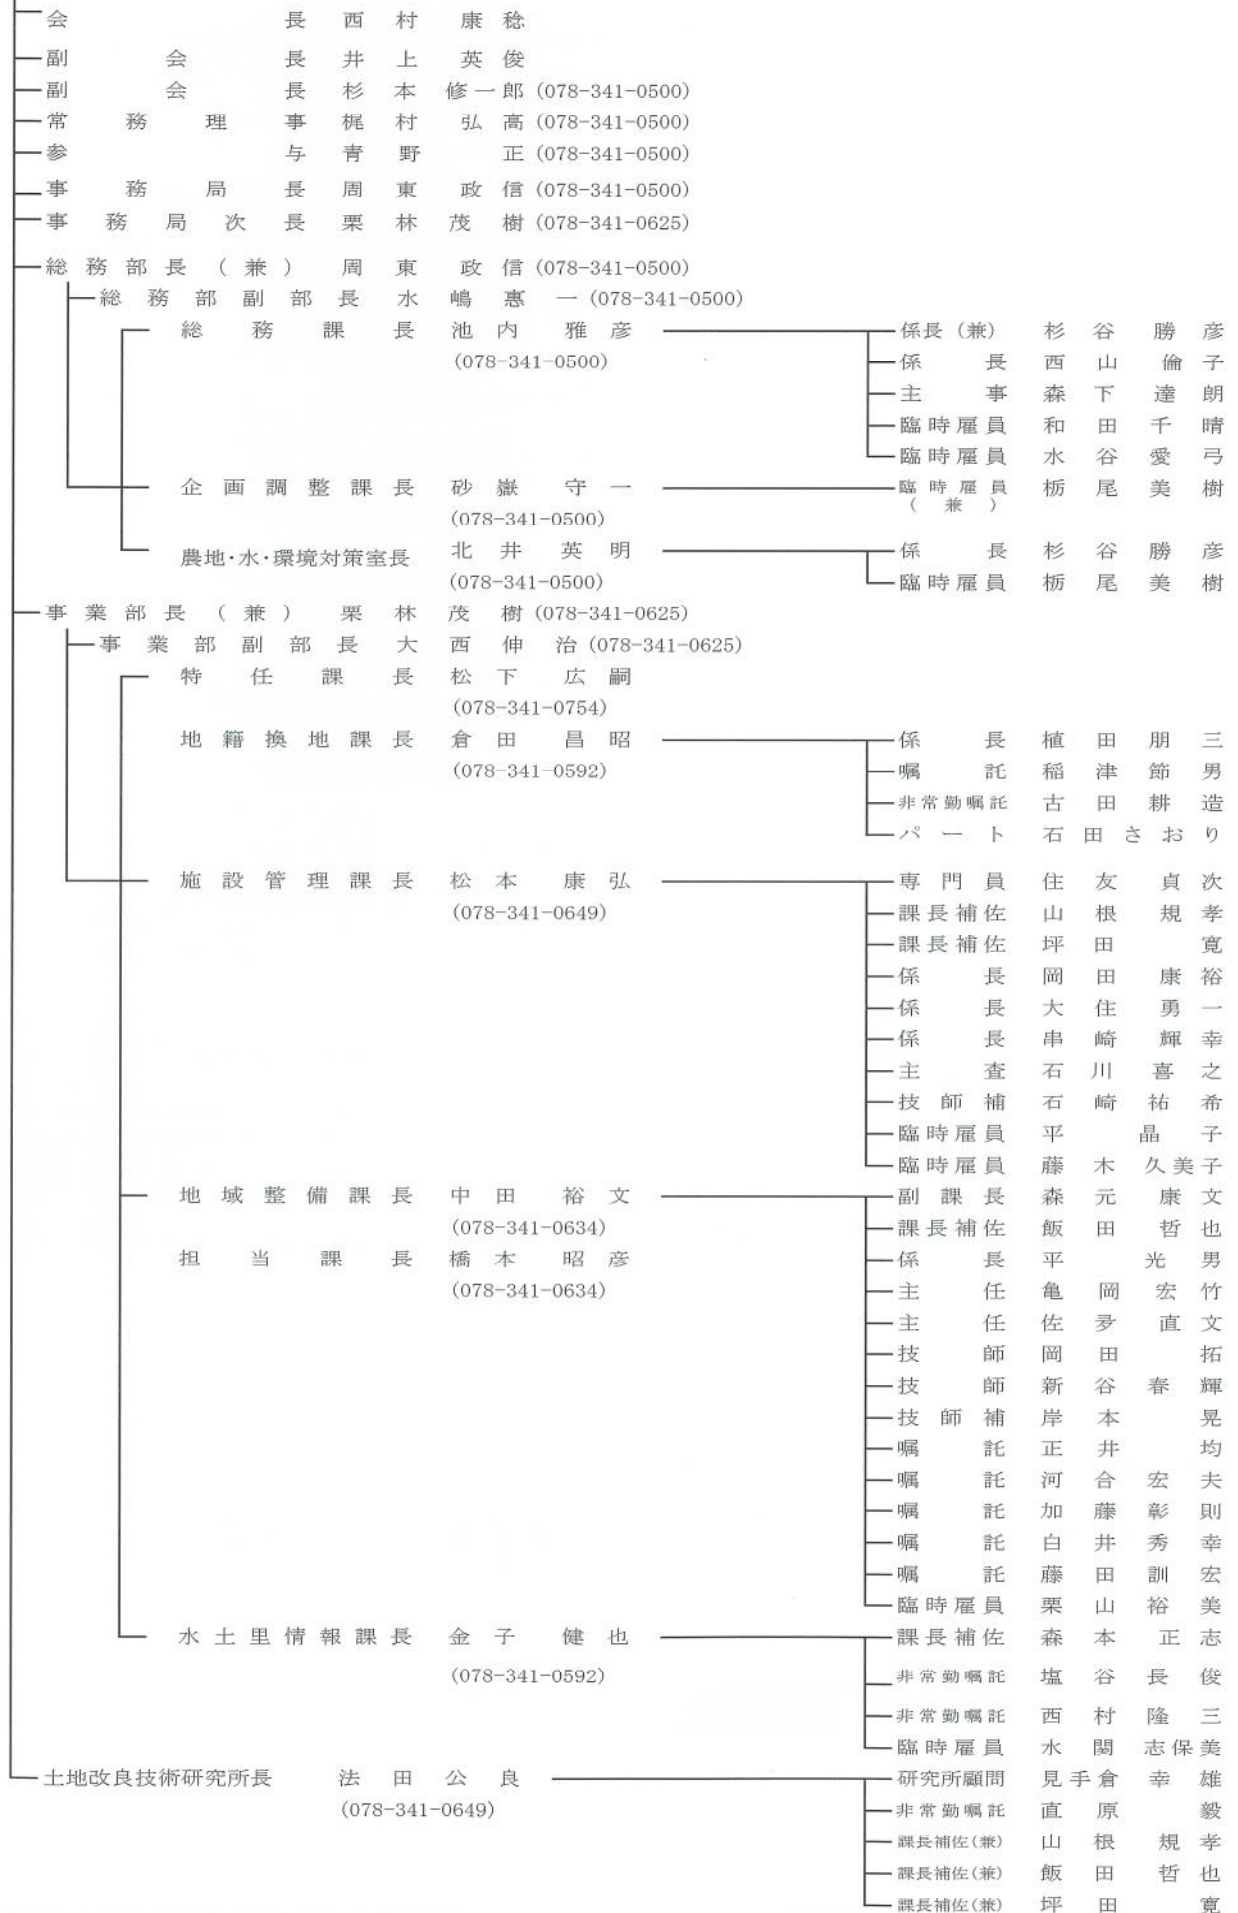 会長 西村 康稔
副会長 井上 英俊
副会長 杉本 修一郎 (078-341-0500)
常務理事 梶村 弘高 (078-341-0500)
参与 青野 正 (078-341-0500)
事務局長 周東 政信 (078-341-0500)
事務局次長 栗林 茂樹 (078-341-0625)
総務部長(兼) 周東 政信 (078-341-0500)
総務部副部長 水嶋 惠一 (078-341-0500)
総務課長 池内 雅彦 係長(兼) 杉谷 勝彦
(078-341-0500) 係長 西山 倫子
主事 森下 達朗
臨時雇員 和田 千晴
臨時雇員 水谷 愛弓
企画調整課長 砂嶽 守一 臨時雇員(兼) 栃尾 美樹
(078-341-0500)
農地・水・環境対策室長 北井 英明 係長 杉谷 勝彦
(078-341-0500) 臨時雇員 栃尾 美樹
事業部長(兼) 栗林 茂樹 (078-341-0625)
事業部副部長 大西 伸治 (078-341-0625)
特任課長 松下 広嗣
(078-341-0754)
地籍換地課長 倉田 昌昭 係長 植田 朋三
(078-341-0592) 嘱託 稲津 節男
非常勤嘱託 古田 耕造
パート 石田 さおり
施設管理課長 松本 康弘 専門員 住友 貞次
(078-341-0649) 課長補佐 山根 規孝
課長補佐 坪田 寛
係長 岡田 康裕
係長 大住 勇一
係長 串崎 輝幸
主査 石川 喜之
技師補 石崎 祐希
臨時雇員 平 晶子
臨時雇員 藤木 久美子
地域整備課長 中田 裕文 副課長 森元 康文
(078-341-0634) 課長補佐 飯田 哲也
担当課長 橋本 昭彦 係長 平 光男
(078-341-0634) 主任 亀岡 宏竹
主任 佐 直文
技師 岡田 拓
技師 新谷 春輝
技師補 岸本 晃
嘱託 正井 均
嘱託 河合 宏夫
嘱託 加藤 彰則
嘱託 白井 秀幸
嘱託 藤田 訓宏
臨時雇員 栗山 裕美
水土里情報課長 金子 健也 課長補佐 森本 正志
(078-341-0592) 非常勤嘱託 塩谷 長俊
非常勤嘱託 西村 隆三
臨時雇員 水関 志保美
土地改良技術研究所長 法田 公良 研究所顧問 見手倉 幸雄
(078-341-0649) 非常勤嘱託 直原 毅
課長補佐(兼) 山根 規孝
課長補佐(兼) 飯田 哲也
課長補佐(兼) 坪田 寛